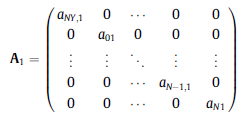 A₁ =
a_{NY,1} 0 ⋯ 0 0
0 a_{01} 0 0 0
⋮ ⋮ ⋱ ⋮ ⋮
0 0 ⋯ a_{N−1,1} 0
0 0 ⋯ 0 a_{N1}